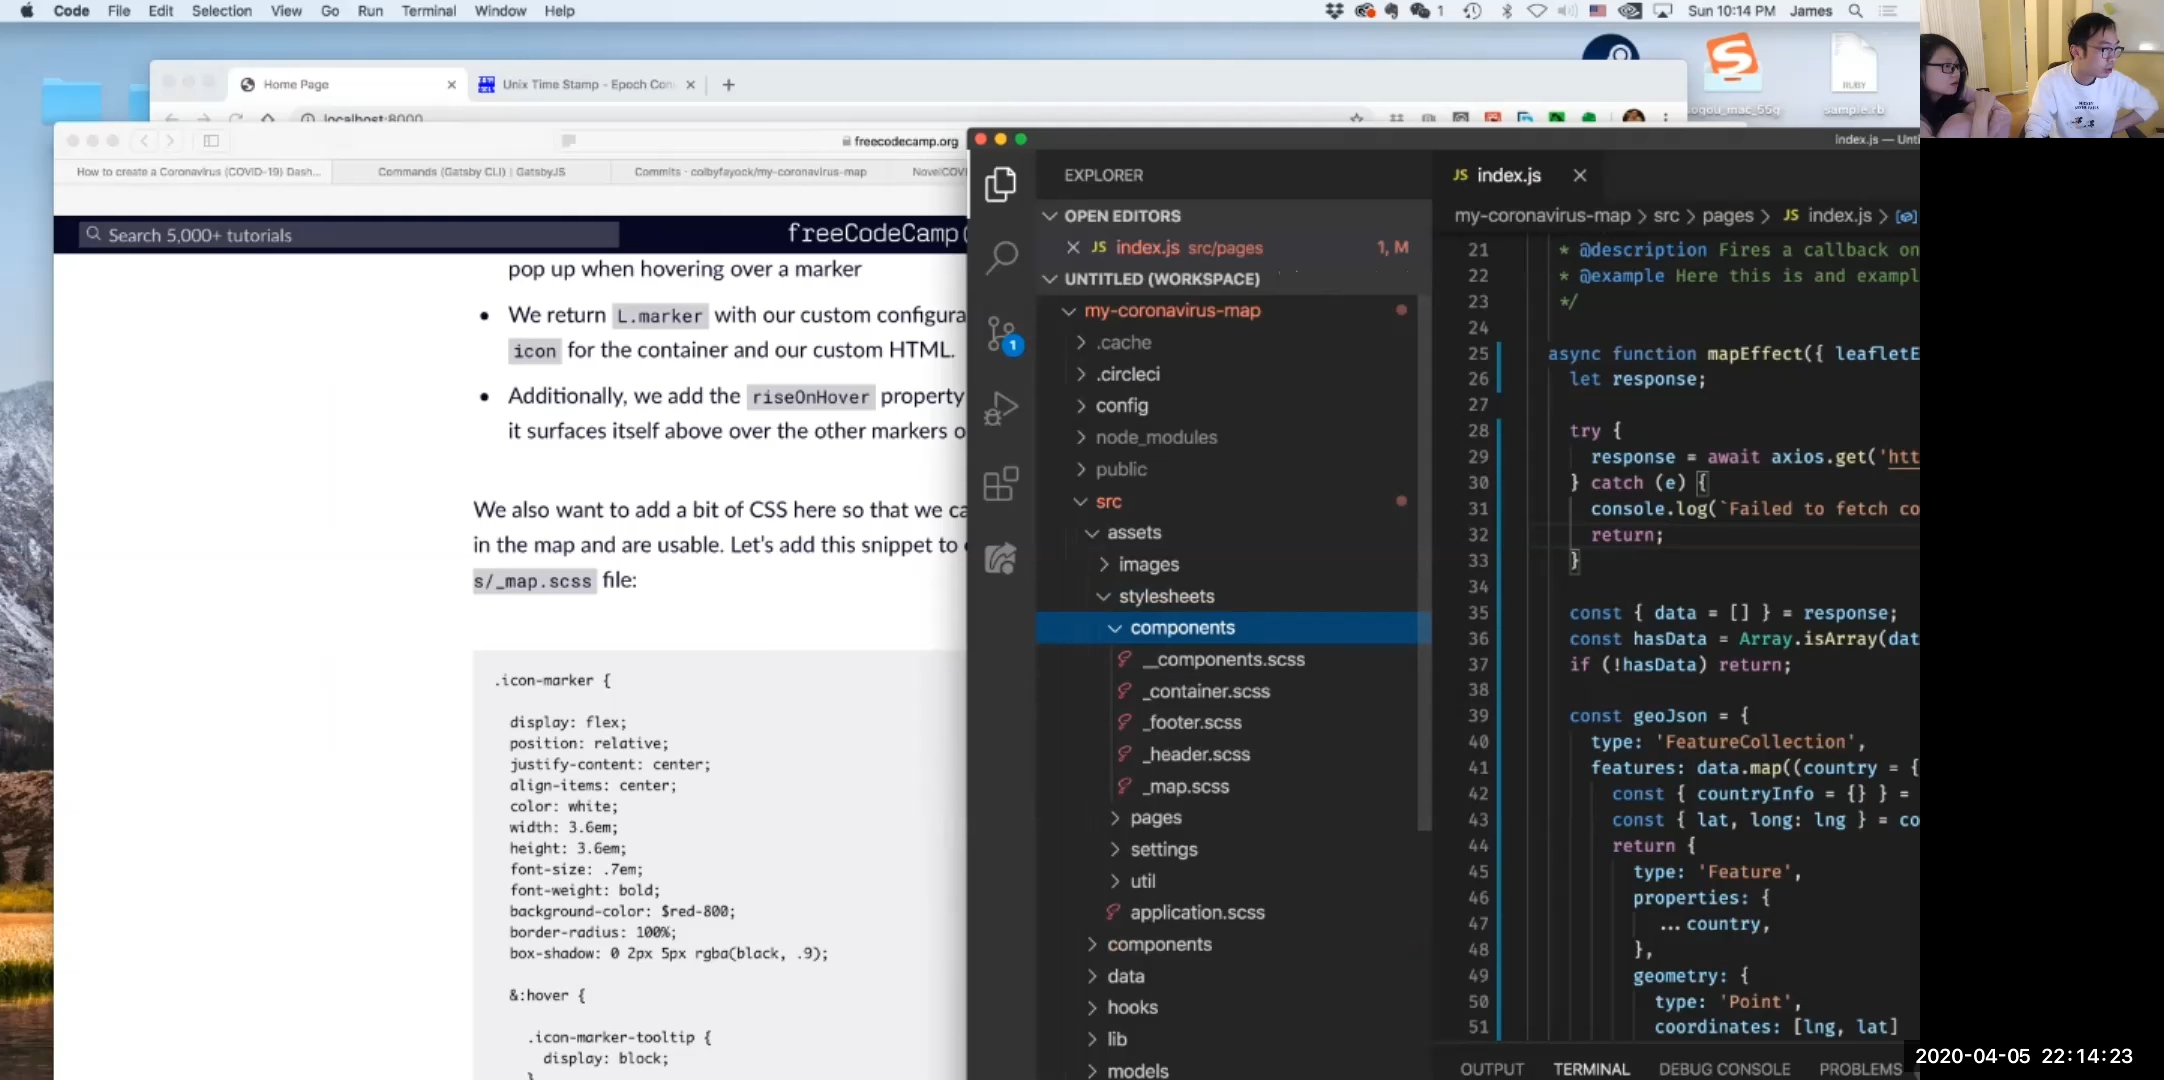 Code File Edit Selection View Go Run Terminal Window Help
1 Sun 10:14 PM James
Home Page
Unix Time Stamp - Epoch Con
localhost:8000
ogou_mac_55g
RUBY
sample.rb
freecodecamp.org
How to create a Coronavirus (COVID-19) Dash...
Commands (Gatsby CLI) | GatsbyJS
Commits · colbyfayock/my-coronavirus-map
NovelCOVI
Search 5,000+ tutorials
freeCodeCamp(
pop up when hovering over a marker
• We return L.marker with our custom configura
icon for the container and our custom HTML.
• Additionally, we add the riseOnHover property
it surfaces itself above over the other markers o
We also want to add a bit of CSS here so that we ca
in the map and are usable. Let's add this snippet to
s/_map.scss file:
.icon-marker {
display: flex;
position: relative;
justify-content: center;
align-items: center;
color: white;
width: 3.6em;
height: 3.6em;
font-size: .7em;
font-weight: bold;
background-color: $red-800;
border-radius: 100%;
box-shadow: 0 2px 5px rgba(black, .9);
&:hover {
.icon-marker-tooltip {
display: block;
}
index.js — Unti
EXPLORER
OPEN EDITORS
JS index.js src/pages 1, M
UNTITLED (WORKSPACE)
my-coronavirus-map
.cache
.circleci
config
node_modules
public
src
assets
images
stylesheets
components
__components.scss
_container.scss
_footer.scss
_header.scss
_map.scss
pages
settings
util
application.scss
components
data
hooks
lib
models
1
JS index.js
my-coronavirus-map > src > pages > JS index.js >
21 * @description Fires a callback on
22 * @example Here this is and exampl
23 */
24
25 async function mapEffect({ leafletE
26 let response;
27
28 try {
29 response = await axios.get('htt
30 } catch (e) {
31 console.log(`Failed to fetch co
32 return;
33 }
34
35 const { data = [] } = response;
36 const hasData = Array.isArray(dat
37 if (!hasData) return;
38
39 const geoJson = {
40 type: 'FeatureCollection',
41 features: data.map((country = {
42 const { countryInfo = {} } =
43 const { lat, long: lng } = co
44 return {
45 type: 'Feature',
46 properties: {
47 ...country,
48 },
49 geometry: {
50 type: 'Point',
51 coordinates: [lng, lat]
OUTPUT TERMINAL DEBUG CONSOLE PROBLEMS
2020-04-05 22:14:23